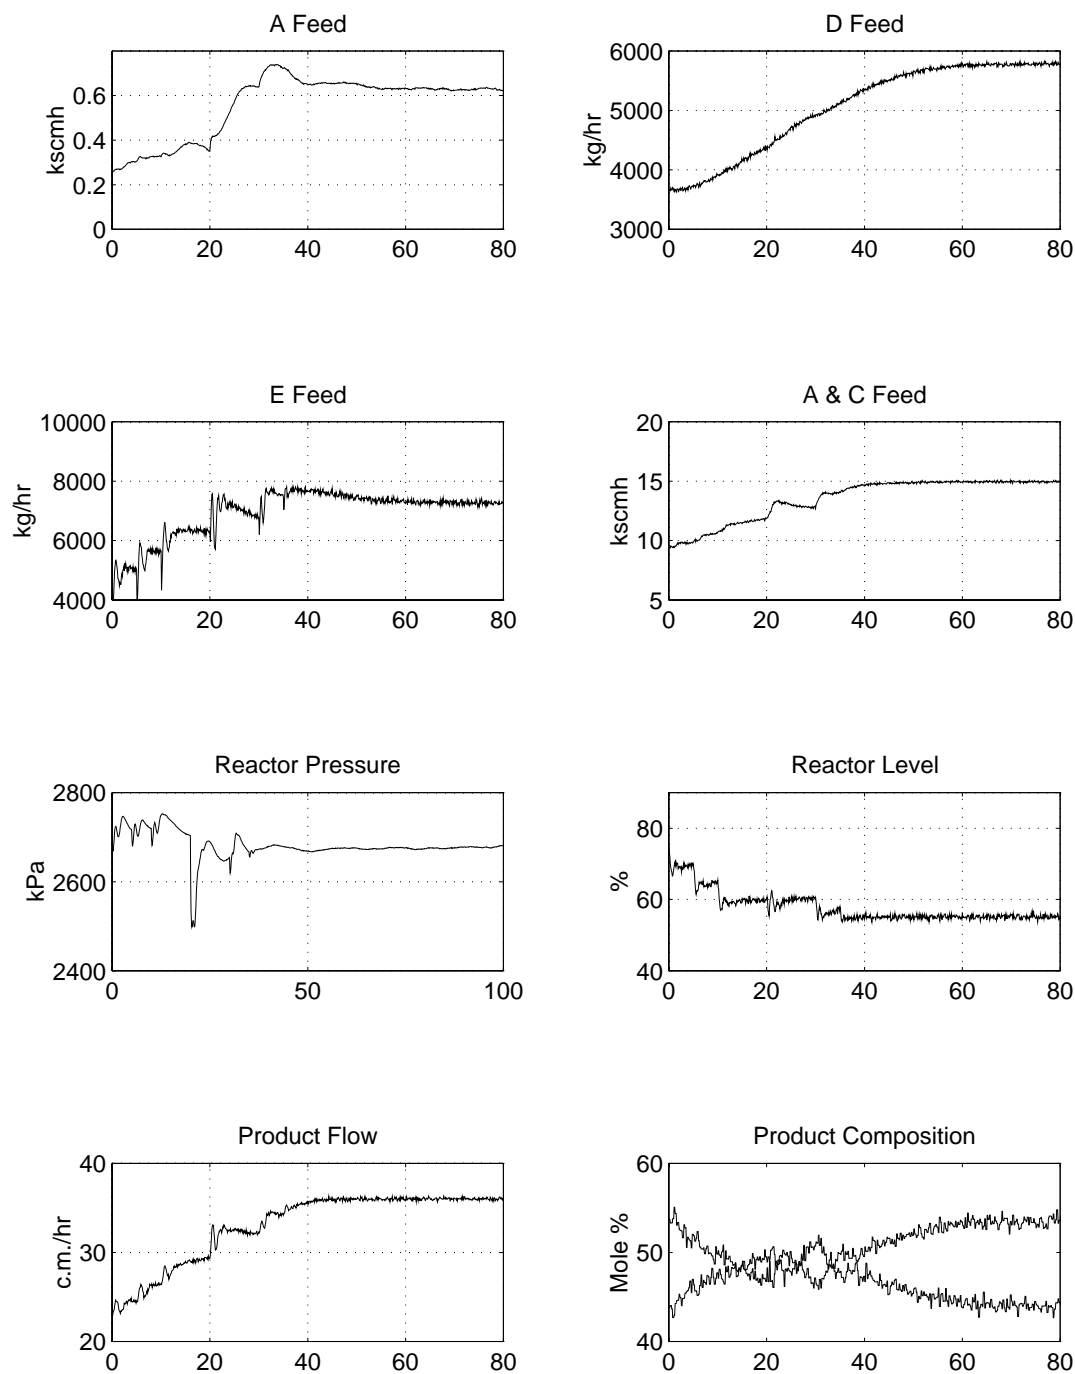 A Feed
kscmh
0.6
0.4
0.2
0
0 20 40 60 80
D Feed
kg/hr
6000
5000
4000
3000
0 20 40 60 80
E Feed
kg/hr
10000
8000
6000
4000
0 20 40 60 80
A & C Feed
kscmh
20
15
10
5
0 20 40 60 80
Reactor Pressure
kPa
2800
2600
2400
0 50 100
Reactor Level
%
80
60
40
0 20 40 60 80
Product Flow
c.m./hr
40
30
20
0 20 40 60 80
Product Composition
Mole %
60
50
40
0 20 40 60 80